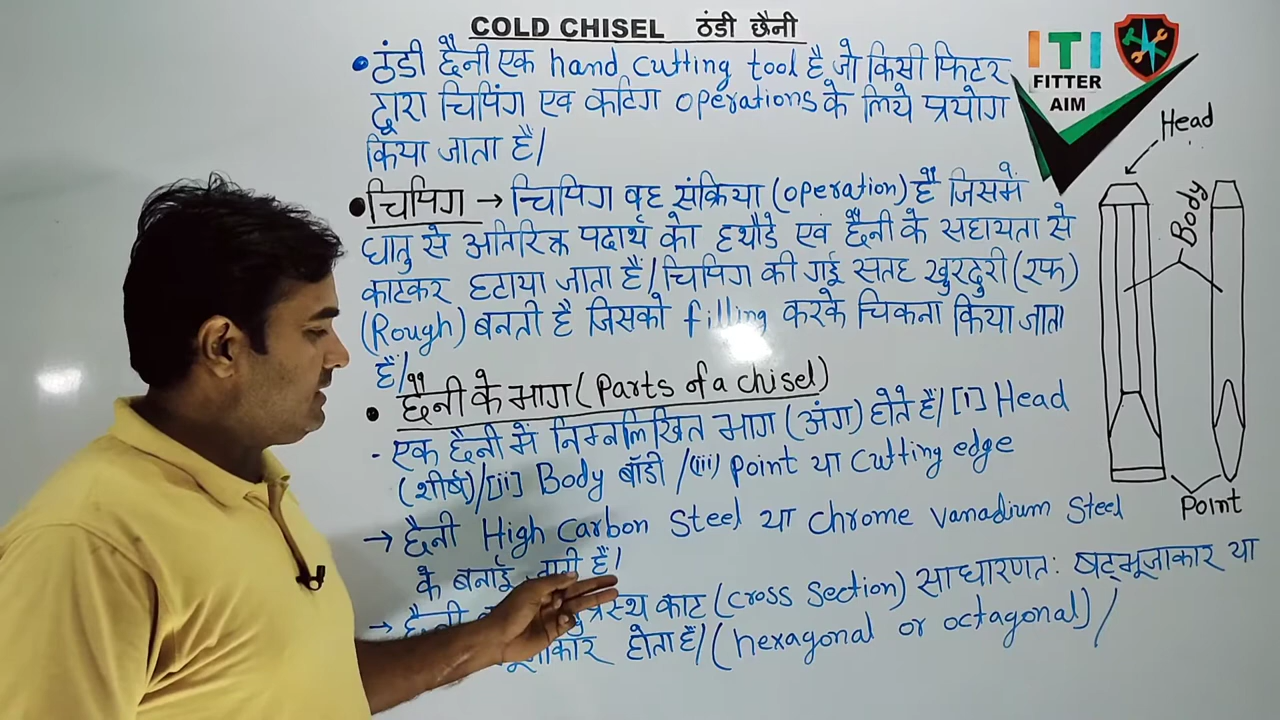 COLD CHISEL ठंडी छैनी
• ठंडी छैनी एक hand cutting tool है जो किसी फिटर
द्वारा चिपिंग एव कटिंग operations के लिये प्रयोग
किया जाता है/
• चिपिंग → चिपिंग वह संक्रिया (operation) है जिसमें
धातु से अतिरिक्त पदार्थ को हथौडे एवं छैनी के सहायता से
काटकर हटाया जाता है/ चिपिंग की गई सतह खुरदुरी (रफ)
(Rough) बनती है जिसको filling करके चिकना किया जाता
है/
• छैनी के भाग (Parts of a chisel)
- एक छैनी में निम्नलिखित भाग (अंग) होते हैं/ [i] Head
(शीर्ष)/[ii] Body बॉडी /(iii) Point या Cutting edge
→ छैनी High Carbon Steel या Chrome Vanadium Steel
के बनाई जाती हैं/
→ छैनी काट (Cross Section) साधारणतः षट्भूजाकार या
होता है/ (hexagonal or octagonal) /
ITI
FITTER
AIM
Head
Body
Point